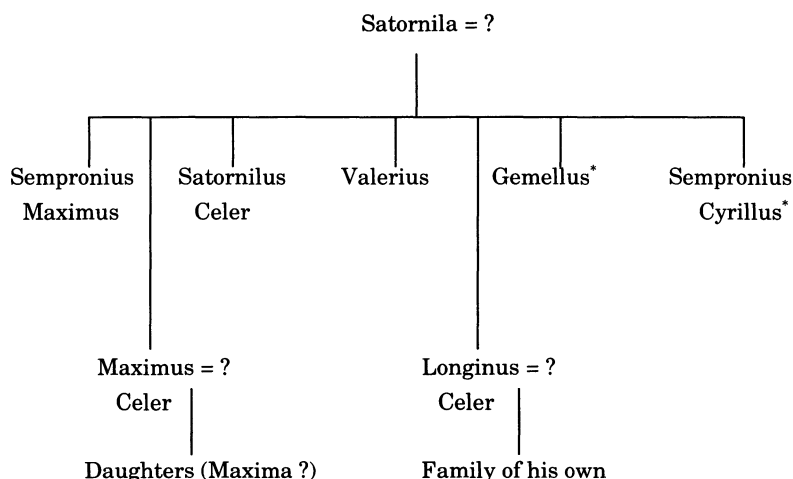 Satornila = ?
Sempronius Satornilus Valerius Gemellus* Sempronius
Maximus Celer Cyrillus*
Maximus = ? Longinus = ?
Celer Celer
Daughters (Maxima ?) Family of his own